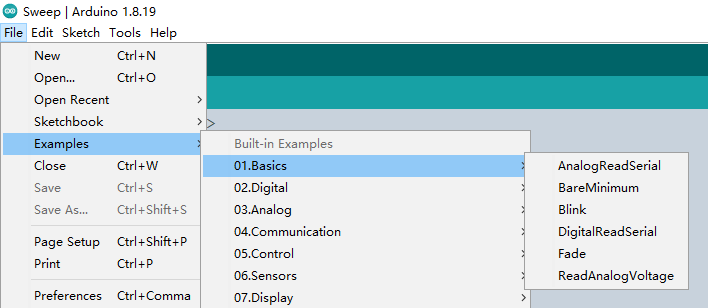 Sweep | Arduino 1.8.19
File Edit Sketch Tools Help
New Ctrl+N
Open... Ctrl+O
Open Recent
Sketchbook
Examples
Close Ctrl+W
Save Ctrl+S
Save As... Ctrl+Shift+S
Page Setup Ctrl+Shift+P
Print Ctrl+P
Preferences Ctrl+Comma
Built-in Examples
01.Basics
02.Digital
03.Analog
04.Communication
05.Control
06.Sensors
07.Display
AnalogReadSerial
BareMinimum
Blink
DigitalReadSerial
Fade
ReadAnalogVoltage